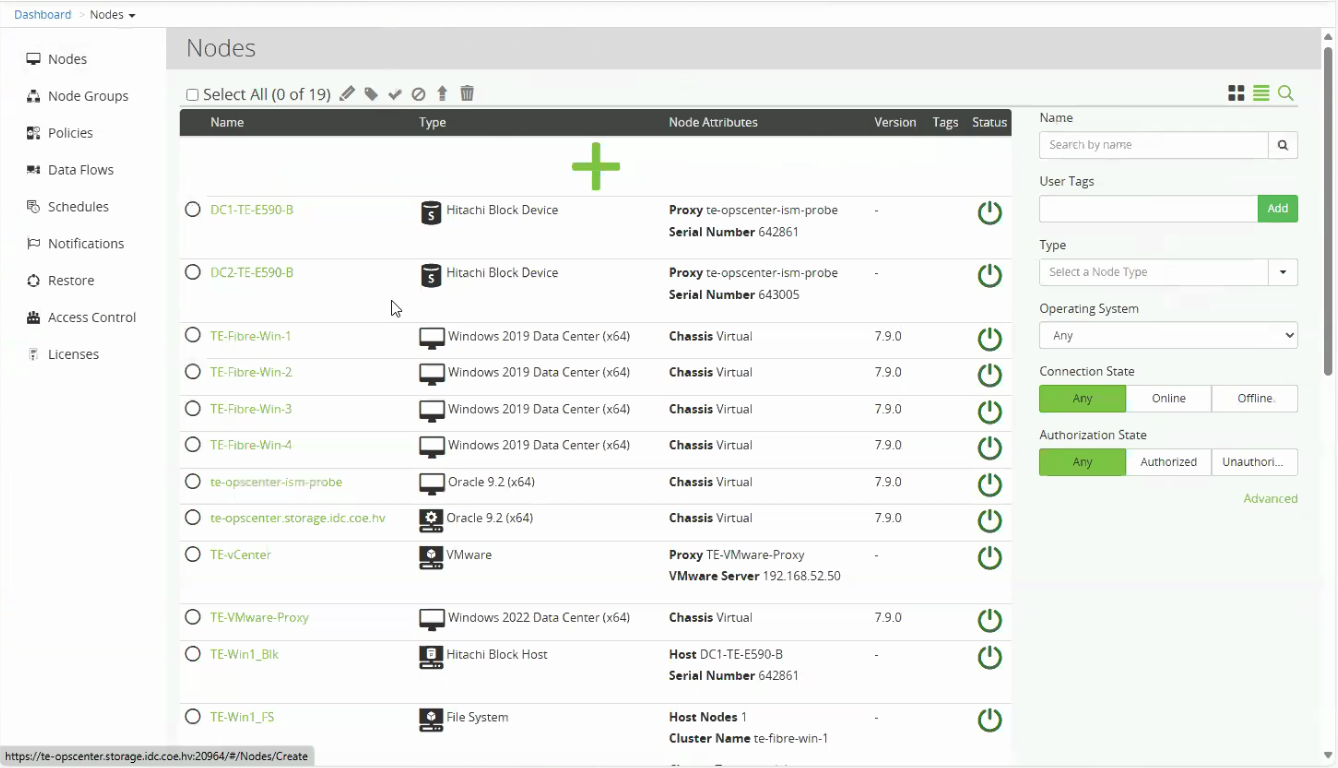 Dashboard > Nodes
Nodes
Node Groups
Policies
Data Flows
Schedules
Notifications
Restore
Access Control
Licenses
Nodes
Select All (0 of 19)
Name Type Node Attributes Version Tags Status
DC1-TE-E590-B Hitachi Block Device Proxy te-opscenter-ism-probe -
Serial Number 642861
DC2-TE-E590-B Hitachi Block Device Proxy te-opscenter-ism-probe -
Serial Number 643005
TE-Fibre-Win-1 Windows 2019 Data Center (x64) Chassis Virtual 7.9.0
TE-Fibre-Win-2 Windows 2019 Data Center (x64) Chassis Virtual 7.9.0
TE-Fibre-Win-3 Windows 2019 Data Center (x64) Chassis Virtual 7.9.0
TE-Fibre-Win-4 Windows 2019 Data Center (x64) Chassis Virtual 7.9.0
te-opscenter-ism-probe Oracle 9.2 (x64) Chassis Virtual 7.9.0
te-opscenter.storage.idc.coe.hv Oracle 9.2 (x64) Chassis Virtual 7.9.0
TE-vCenter VMware Proxy TE-VMware-Proxy -
VMware Server 192.168.52.50
TE-VMware-Proxy Windows 2022 Data Center (x64) Chassis Virtual 7.9.0
TE-Win1_Blk Hitachi Block Host Host DC1-TE-E590-B -
Serial Number 642861
TE-Win1_FS File System Host Nodes 1 -
Cluster Name te-fibre-win-1
Name
Search by name
User Tags
Add
Type
Select a Node Type
Operating System
Any
Connection State
Any Online Offline
Authorization State
Any Authorized Unauthori...
Advanced
https://te-opscenter.storage.idc.coe.hv:20964/#/Nodes/Create